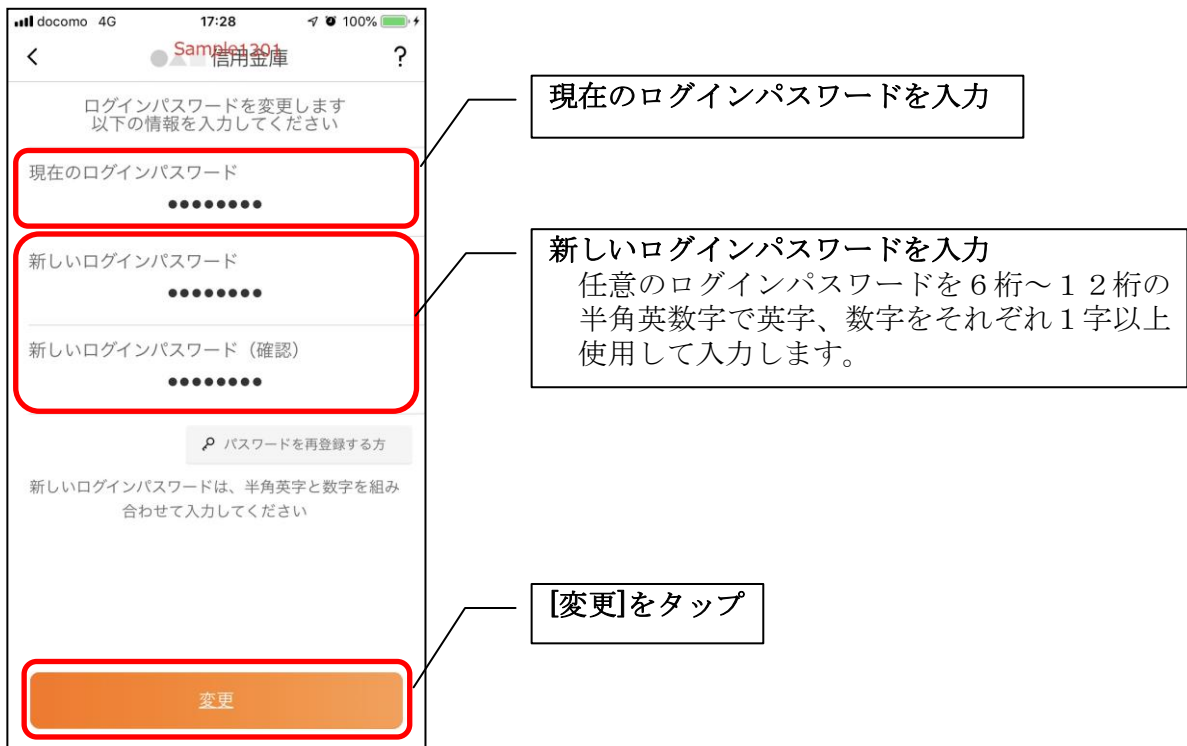 docomo 4G 17:28 100%
Sample1201
●▲■信用金庫 ?
ログインパスワードを変更します
以下の情報を入力してください
現在のログインパスワード
●●●●●●●●
新しいログインパスワード
●●●●●●●●
新しいログインパスワード（確認）
●●●●●●●●
パスワードを再登録する方
新しいログインパスワードは、半角英字と数字を組み
合わせて入力してください
変更
現在のログインパスワードを入力
新しいログインパスワードを入力
任意のログインパスワードを６桁～１２桁の
半角英数字で英字、数字をそれぞれ１字以上
使用して入力します。
[変更]をタップ